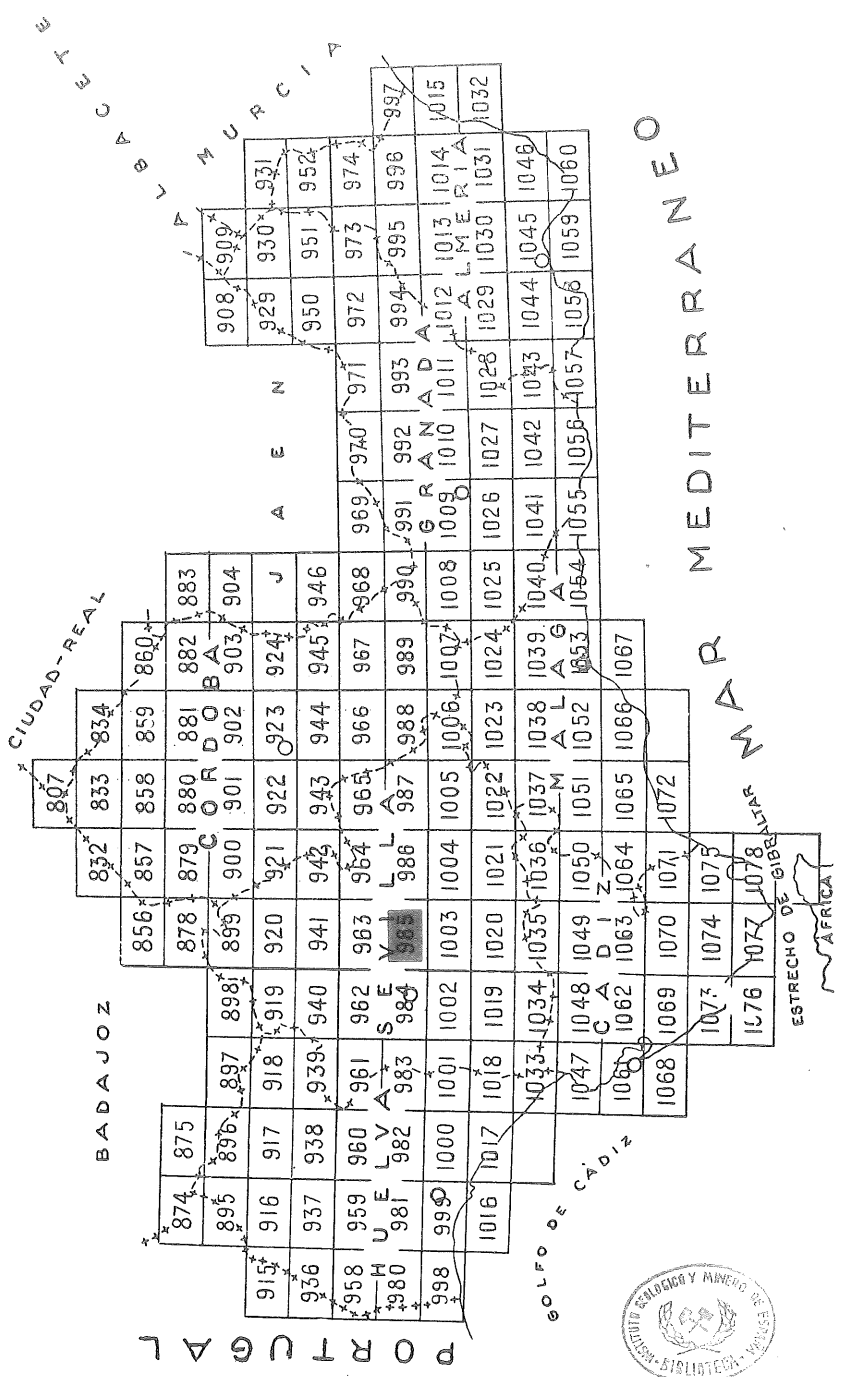 ALBACETE
MURCIA
CIUDAD-REAL
BADAJOZ
PORTUGAL
807
832 833 834
856 857 858 859 860
874 875 878 879 880 881 882 883
CORDOBA
895 896 897 898 899 900 901 902 903 904 908 909
JAEN
915 916 917 918 919 920 921 922 923 924 929 930 931
936 937 938 939 940 941 942 943 944 945 946 950 951 952
958 959 960 961 962 963 964 965 966 967 968 969 970 971 972 973 974
HUELVA SEVILLA
980 981 982 983 984 985 986 987 988 989 990 991 992 993 994 995 996 997
GRANADA
998 999 1000 1001 1002 1003 1004 1005 1006 1007 1008 1009 1010 1011 1012 1013 1014 1015
ALMERIA
1016 1017 1018 1019 1020 1021 1022 1023 1024 1025 1026 1027 1028 1029 1030 1031 1032
1033 1034 1035 1036 1037 1038 1039 1040 1041 1042 1043 1044 1045 1046
MALAGA
1047 1048 1049 1050 1051 1052 1053 1054 1055 1056 1057 1058 1059 1060
CADIZ
1061 1062 1063 1064 1065 1066 1067
1068 1069 1070 1071 1072
1073 1074 1075
1076 1077 1078
GOLFO DE CÁDIZ
ESTRECHO DE GIBRALTAR
AFRICA
MAR MEDITERRANEO
INSTITUTO GEOLOGICO Y MINERO DE ESPAÑA
BIBLIOTECA